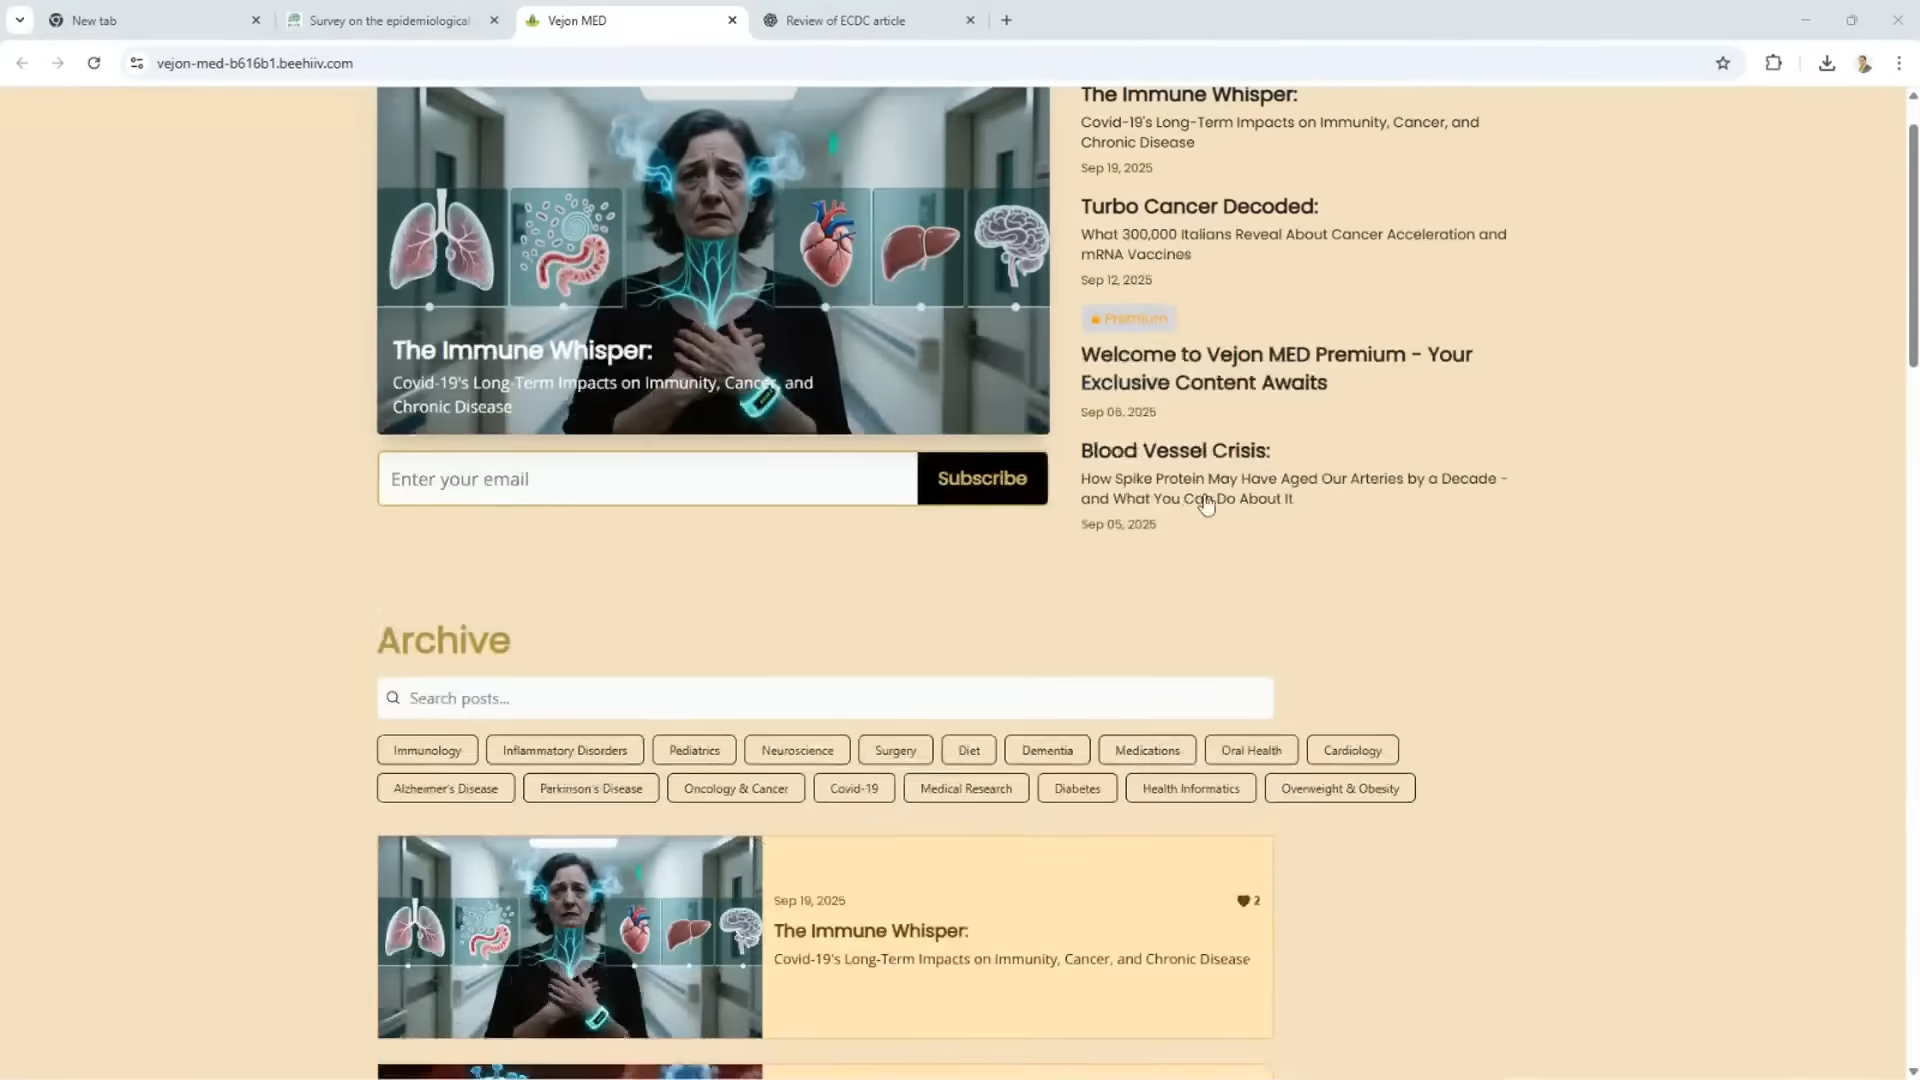 New tab
Survey on the epidemiological
Vejon MED
Review of ECDC article
vejon-med-b616b1.beehiiv.com
The Immune Whisper:
Covid-19's Long-Term Impacts on Immunity, Cancer, and
Chronic Disease
Enter your email
Subscribe
The Immune Whisper:
Covid-19's Long-Term Impacts on Immunity, Cancer, and
Chronic Disease
Sep 19, 2025
Turbo Cancer Decoded:
What 300,000 Italians Reveal About Cancer Acceleration and
mRNA Vaccines
Sep 12, 2025
Premium
Welcome to Vejon MED Premium - Your
Exclusive Content Awaits
Sep 06, 2025
Blood Vessel Crisis:
How Spike Protein May Have Aged Our Arteries by a Decade -
and What You Can Do About It
Sep 05, 2025
Archive
Search posts...
Immunology
Inflammatory Disorders
Pediatrics
Neuroscience
Surgery
Diet
Dementia
Medications
Oral Health
Cardiology
Alzheimer's Disease
Parkinson's Disease
Oncology & Cancer
Covid-19
Medical Research
Diabetes
Health Informatics
Overweight & Obesity
Sep 19, 2025
2
The Immune Whisper:
Covid-19's Long-Term Impacts on Immunity, Cancer, and Chronic Disease